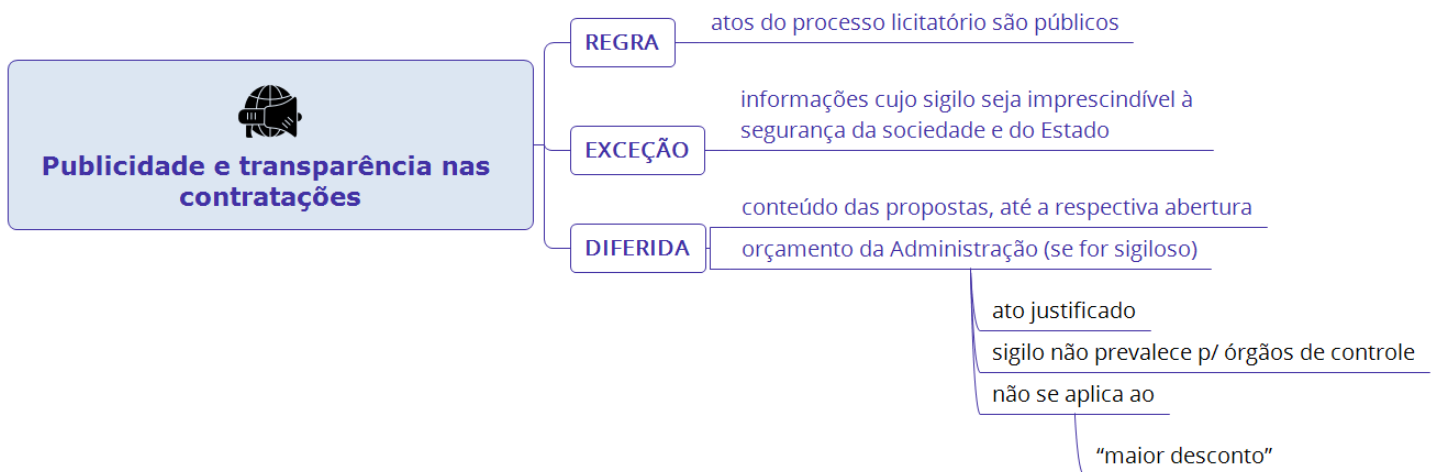 Publicidade e transparência nas
contratações
REGRA
atos do processo licitatório são públicos
EXCEÇÃO
informações cujo sigilo seja imprescindível à
segurança da sociedade e do Estado
DIFERIDA
conteúdo das propostas, até a respectiva abertura
orçamento da Administração (se for sigiloso)
ato justificado
sigilo não prevalece p/ órgãos de controle
não se aplica ao
“maior desconto”